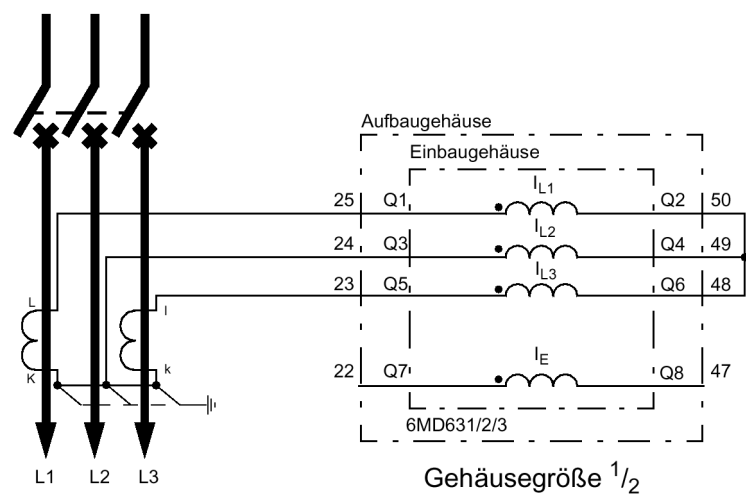 Aufbaugehäuse
Einbaugehäuse
25 Q1 IL1 Q2 50
24 Q3 IL2 Q4 49
23 Q5 IL3 Q6 48
L l
K k
22 Q7 IE Q8 47
6MD631/2/3
L1 L2 L3
Gehäusegröße 1/2